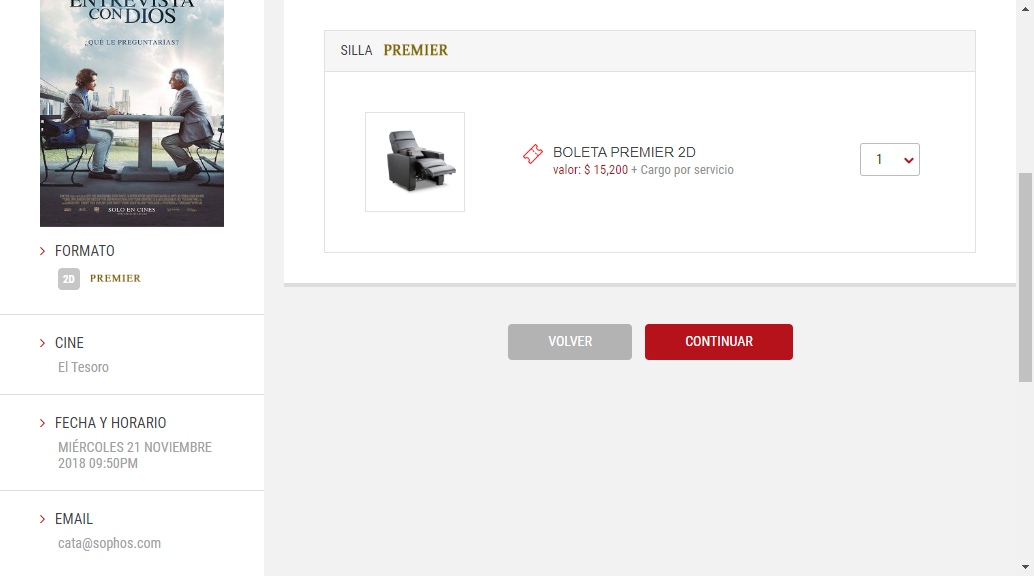 ENTREVISTA
CON DIOS
¿QUÉ LE PREGUNTARÍAS?
SOLO EN CINES
FORMATO
2D PREMIER
CINE
El Tesoro
FECHA Y HORARIO
MIÉRCOLES 21 NOVIEMBRE
2018 09:50PM
EMAIL
cata@sophos.com
SILLA PREMIER
BOLETA PREMIER 2D
valor: $ 15,200 + Cargo por servicio
1
VOLVER
CONTINUAR